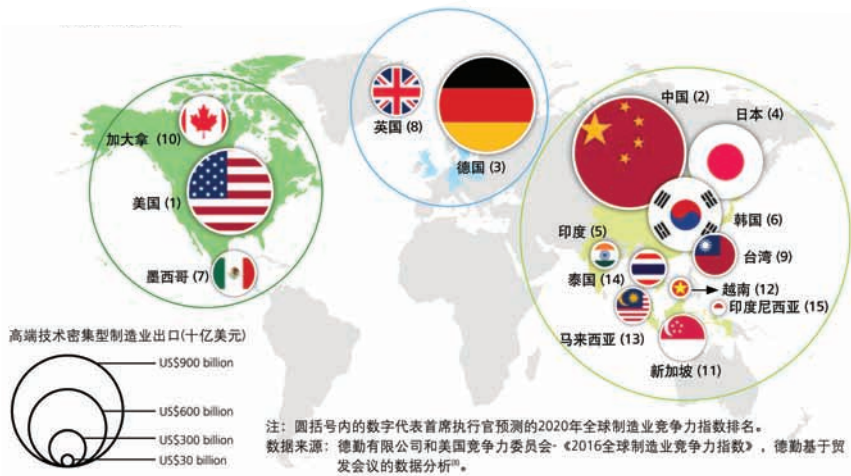 加拿大 (10)
美国 (1)
墨西哥 (7)
英国 (8)
德国 (3)
中国 (2)
日本 (4)
韩国 (6)
印度 (5)
台湾 (9)
泰国 (14)
越南 (12)
印度尼西亚 (15)
马来西亚 (13)
新加坡 (11)
高端技术密集型制造业出口(十亿美元)
US$900 billion
US$600 billion
US$300 billion
US$30 billion
注：圆括号内的数字代表首席执行官预测的2020年全球制造业竞争力指数排名。
数据来源：德勤有限公司和美国竞争力委员会-《2016全球制造业竞争力指数》，德勤基于贸
发会议的数据分析。